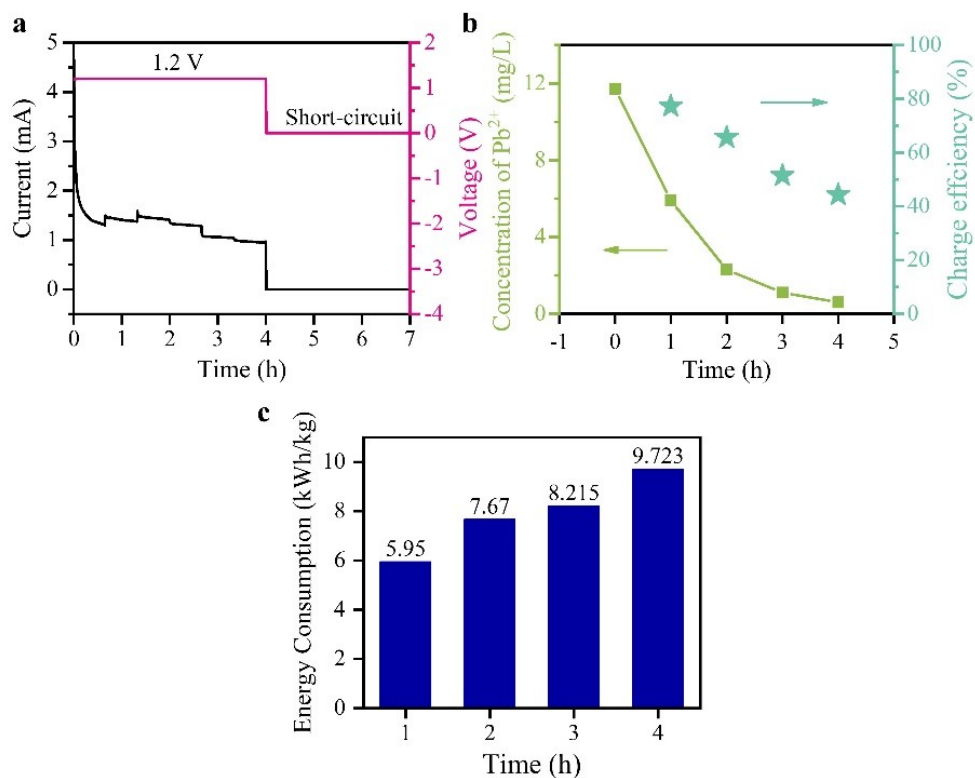 a
Current (mA)
5
4
3
2
1
0
1.2 V
Short-circuit
2
1
0
-1
-2
-3
-4
Voltage (V)
0 1 2 3 4 5 6 7
Time (h)
b
Concentration of Pb²⁺ (mg/L)
12
8
4
0
100
80
60
40
20
0
Charge effciency (%)
-1 0 1 2 3 4 5
Time (h)
c
Energy Consumption (kWh/kg)
10
8
6
4
2
0
5.95
7.67
8.215
9.723
1 2 3 4
Time (h)